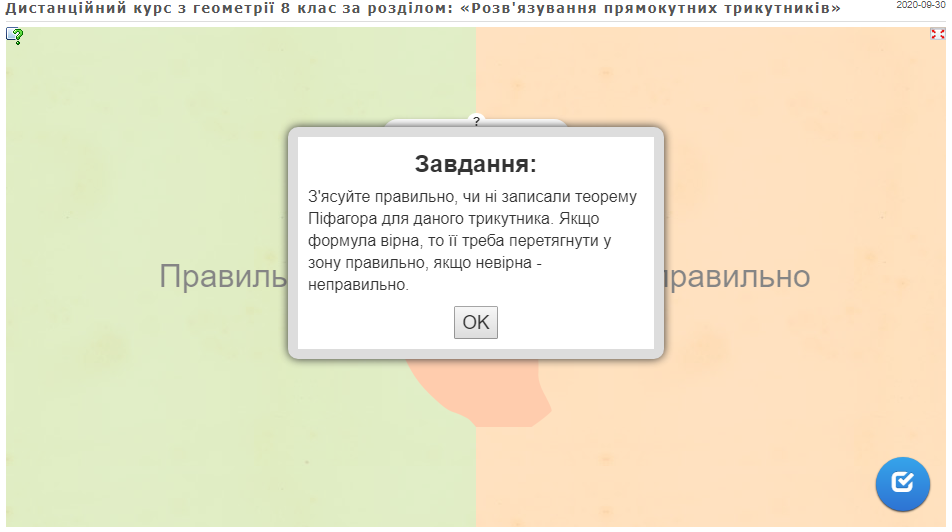 Дистанційний курс з геометрії 8 клас за розділом: «Розв'язування прямокутних трикутників»
2020-09-30
?
Завдання:
З'ясуйте правильно, чи ні записали теорему
Піфагора для даного трикутника. Якщо
формула вірна, то її треба перетягнути у
зону правильно, якщо невірна -
неправильно.
OK